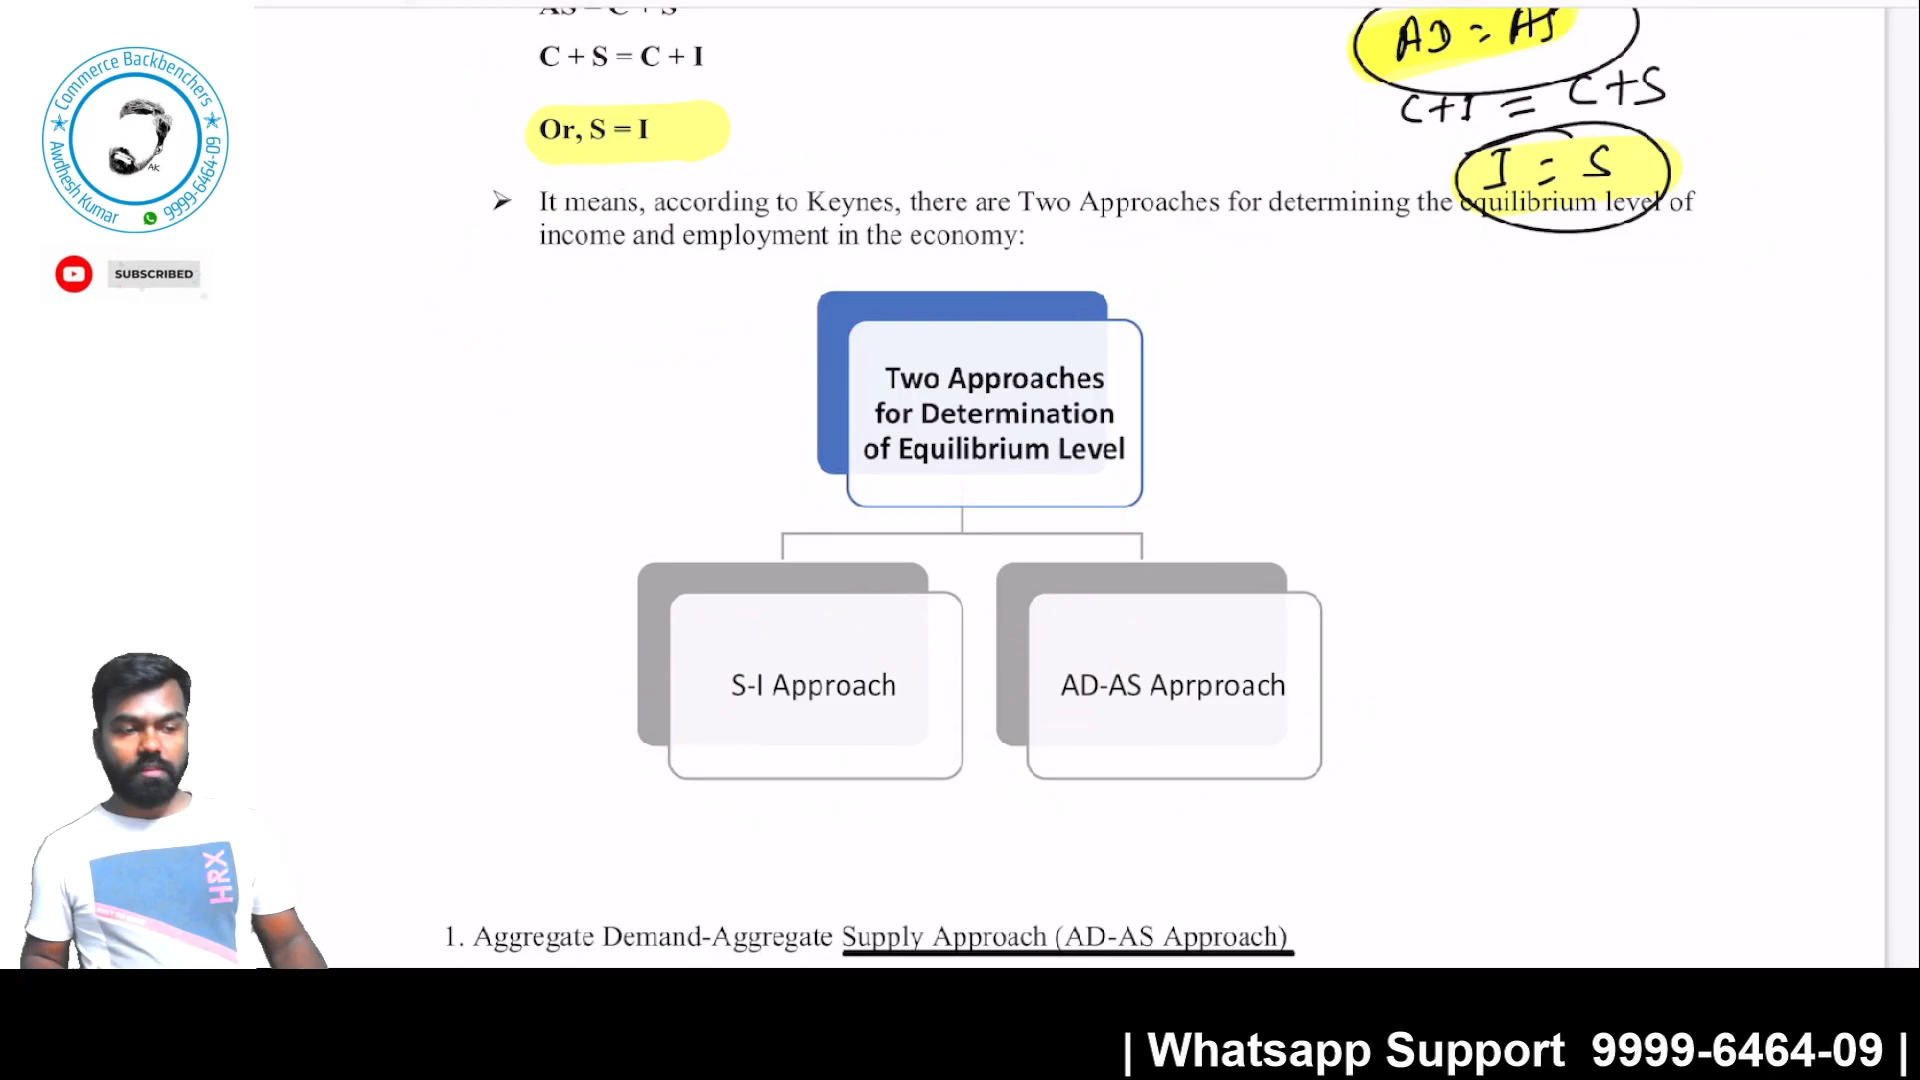 AS = C + S
AD = AS
C + S = C + I
C+I = C+S
Or, S = I
I = S
It means, according to Keynes, there are Two Approaches for determining the equilibrium level of
income and employment in the economy:
Two Approaches
for Determination
of Equilibrium Level
S-I Approach
AD-AS Aprproach
1. Aggregate Demand-Aggregate Supply Approach (AD-AS Approach)
Commerce Backbenchers
Awdhesh Kumar
9999-6464-09
AK
SUBSCRIBED
HRX
| Whatsapp Support 9999-6464-09 |